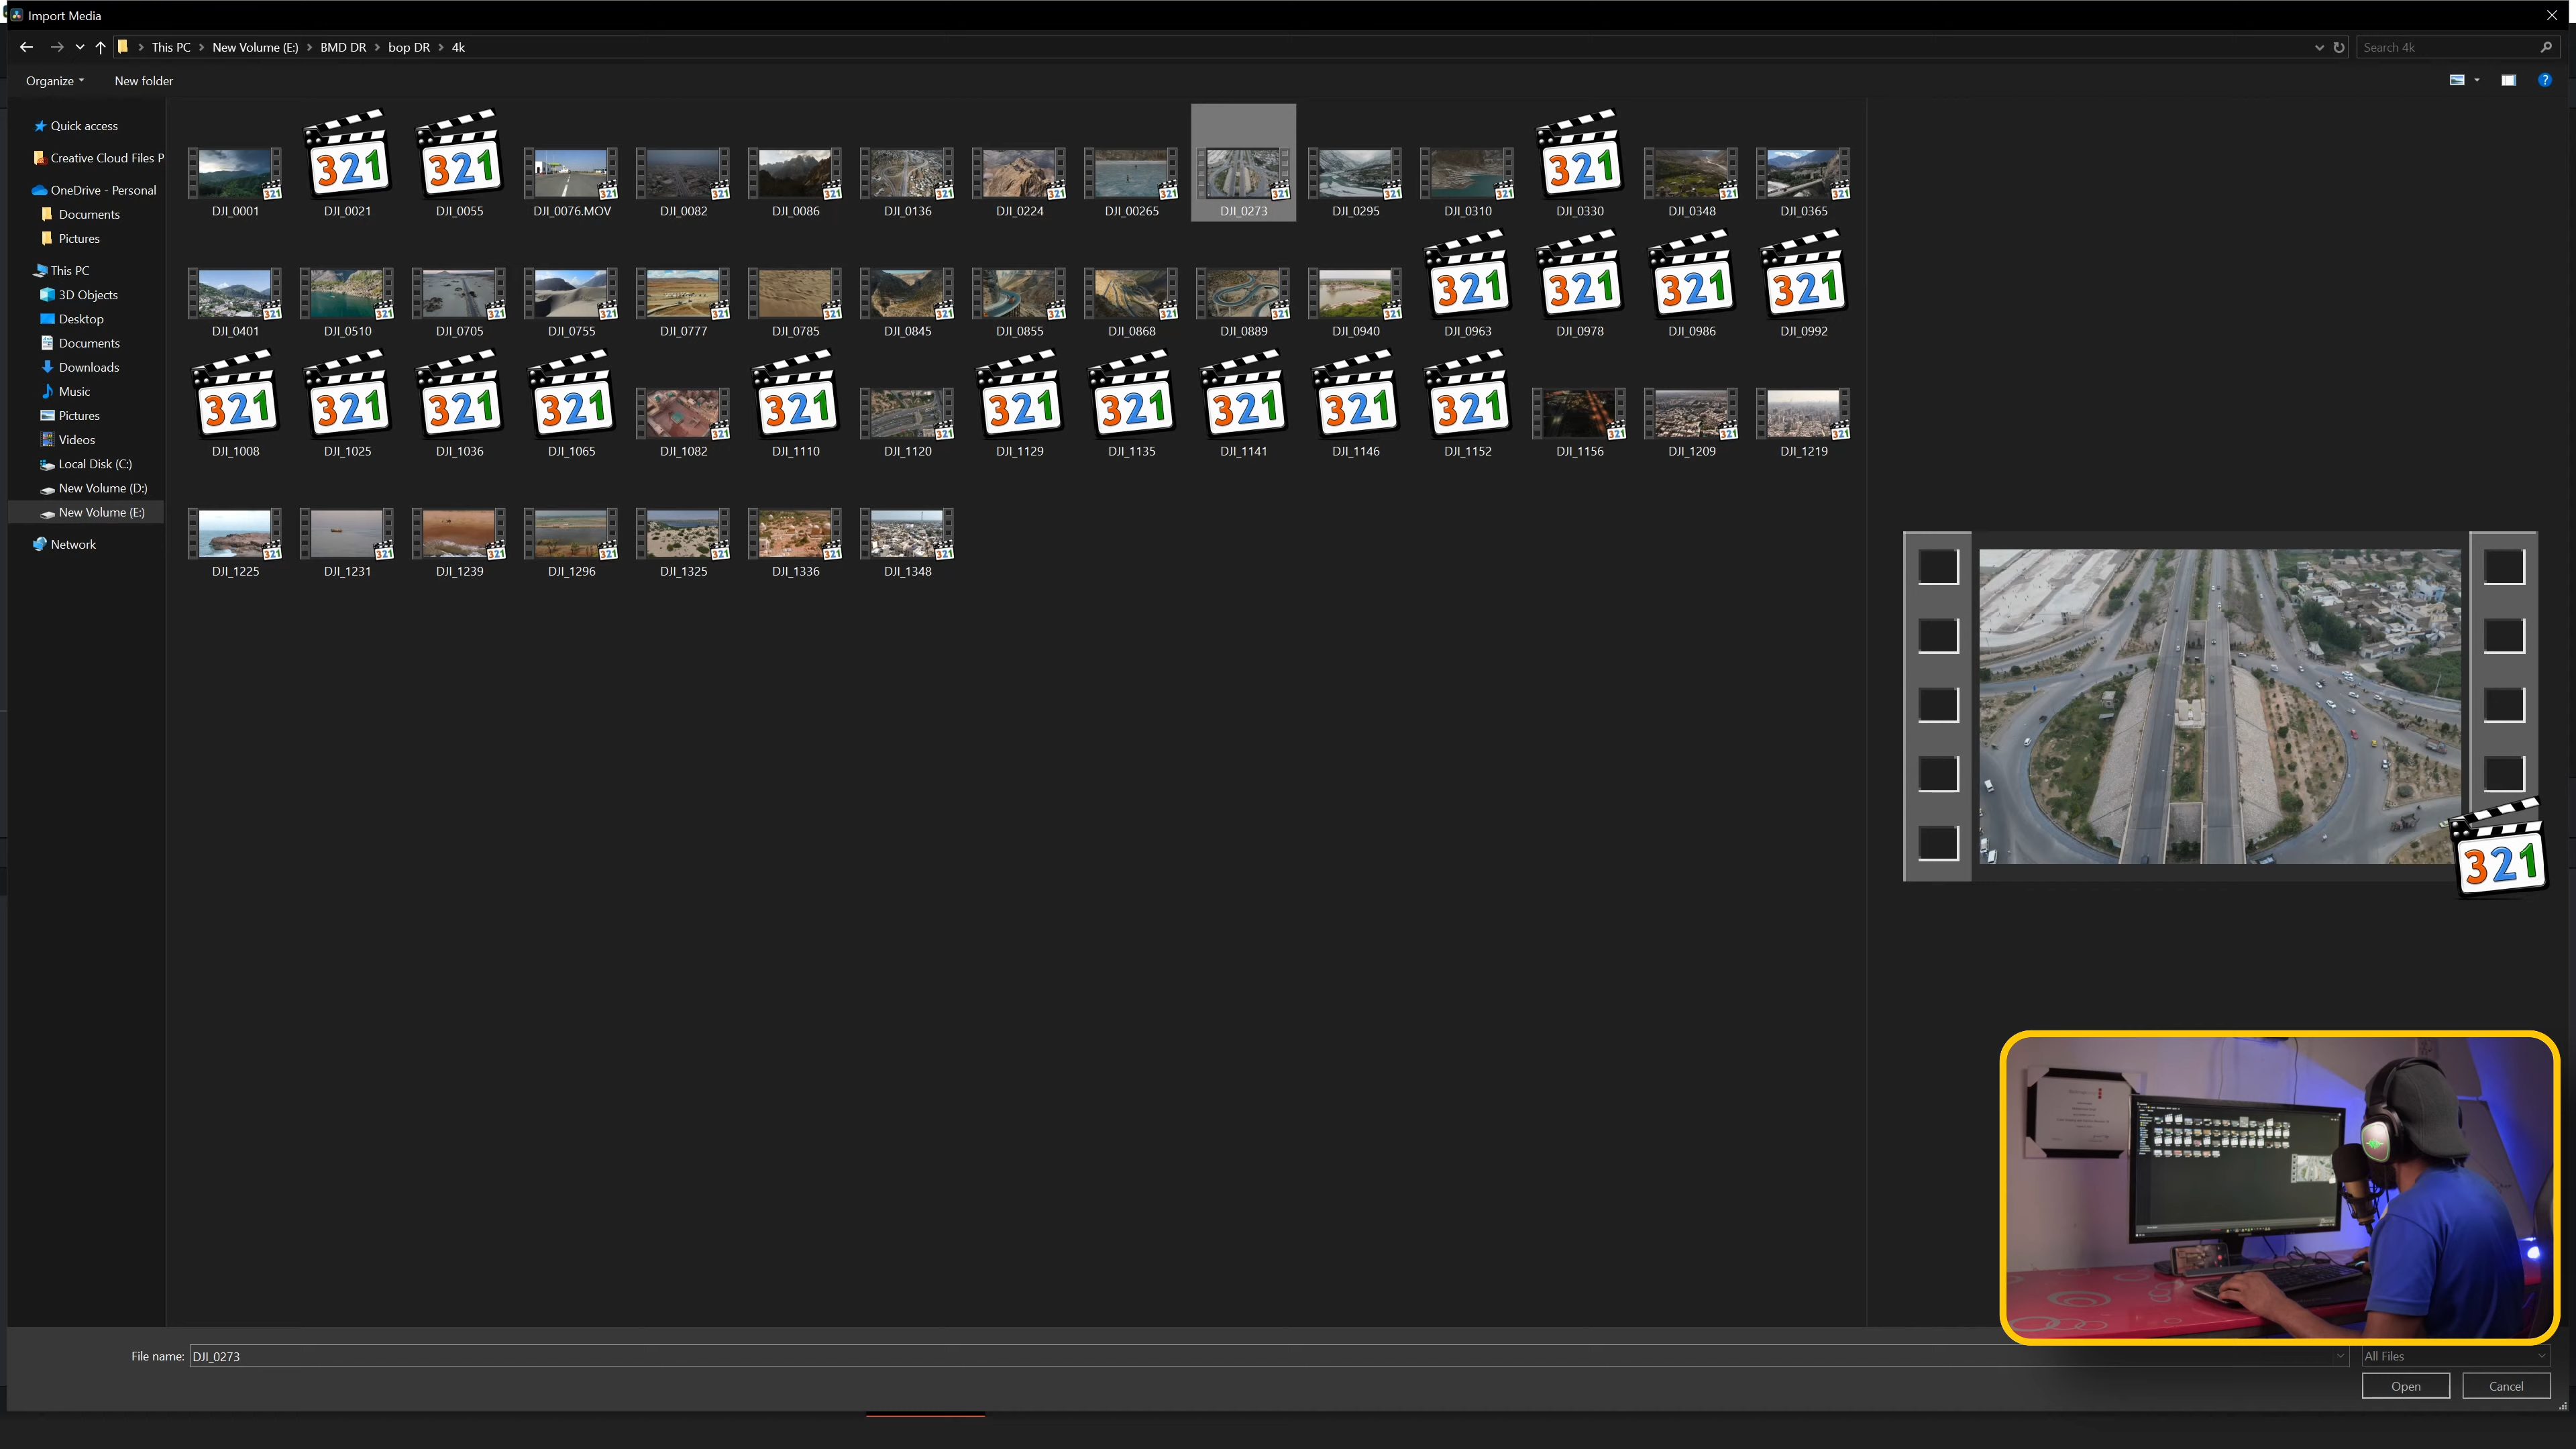 Import Media
This PC > New Volume (E:) > BMD DR > bop DR > 4k
Search 4k
Organize
New folder
Quick access
Creative Cloud Files P
OneDrive - Personal
Documents
Pictures
This PC
3D Objects
Desktop
Documents
Downloads
Music
Pictures
Videos
Local Disk (C:)
New Volume (D:)
New Volume (E:)
Network
DJI_0001 DJI_0021 DJI_0055 DJI_0076.MOV DJI_0082 DJI_0086 DJI_0136 DJI_0224 DJI_00265 DJI_0273 DJI_0295 DJI_0310 DJI_0330 DJI_0348 DJI_0365
DJI_0401 DJI_0510 DJI_0705 DJI_0755 DJI_0777 DJI_0785 DJI_0845 DJI_0855 DJI_0868 DJI_0889 DJI_0940 DJI_0963 DJI_0978 DJI_0986 DJI_0992
DJI_1008 DJI_1025 DJI_1036 DJI_1065 DJI_1082 DJI_1110 DJI_1120 DJI_1129 DJI_1135 DJI_1141 DJI_1146 DJI_1152 DJI_1156 DJI_1209 DJI_1219
DJI_1225 DJI_1231 DJI_1239 DJI_1296 DJI_1325 DJI_1336 DJI_1348
321
File name: DJI_0273
All Files
Open
Cancel